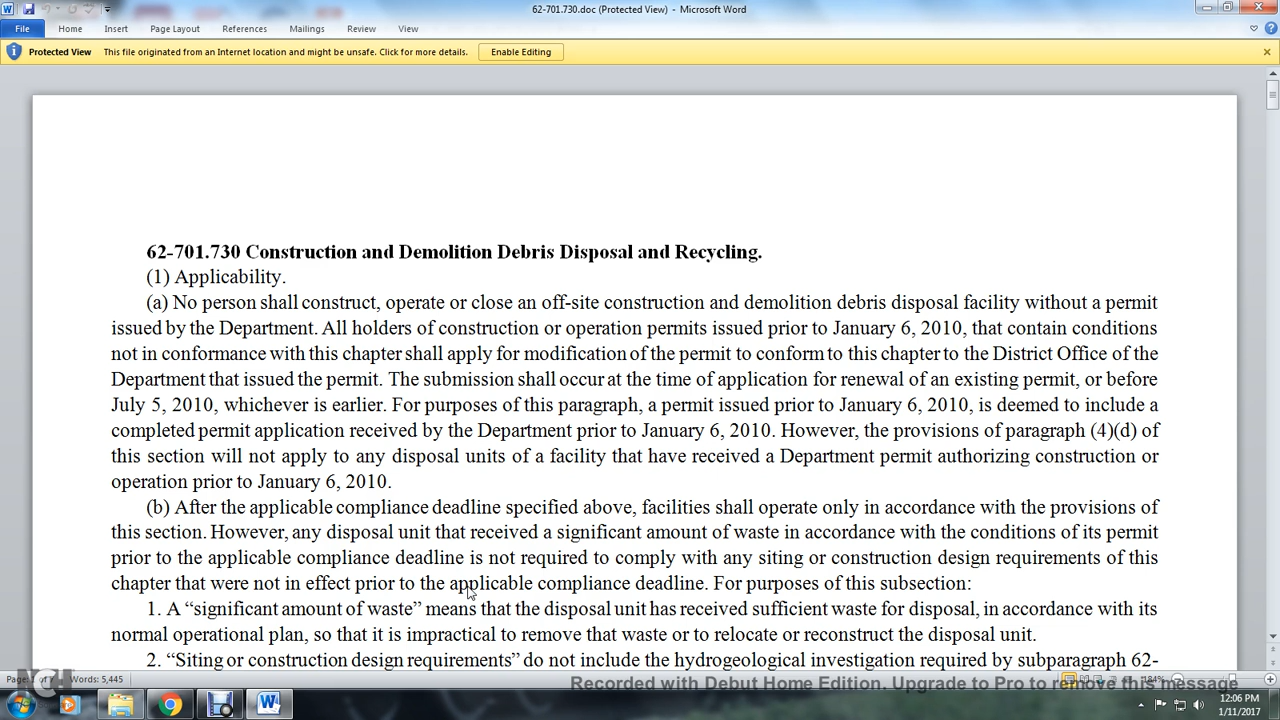 62-701.730.doc (Protected View) - Microsoft Word
File Home Insert Page Layout References Mailings Review View
Protected View This file originated from an Internet location and might be unsafe. Click for more details. Enable Editing
62-701.730 Construction and Demolition Debris Disposal and Recycling.
(1) Applicability.
(a) No person shall construct, operate or close an off-site construction and demolition debris disposal facility without a permit
issued by the Department. All holders of construction or operation permits issued prior to January 6, 2010, that contain conditions
not in conformance with this chapter shall apply for modification of the permit to conform to this chapter to the District Office of the
Department that issued the permit. The submission shall occur at the time of application for renewal of an existing permit, or before
July 5, 2010, whichever is earlier. For purposes of this paragraph, a permit issued prior to January 6, 2010, is deemed to include a
completed permit application received by the Department prior to January 6, 2010. However, the provisions of paragraph (4)(d) of
this section will not apply to any disposal units of a facility that have received a Department permit authorizing construction or
operation prior to January 6, 2010.
(b) After the applicable compliance deadline specified above, facilities shall operate only in accordance with the provisions of
this section. However, any disposal unit that received a significant amount of waste in accordance with the conditions of its permit
prior to the applicable compliance deadline is not required to comply with any siting or construction design requirements of this
chapter that were not in effect prior to the applicable compliance deadline. For purposes of this subsection:
1. A “significant amount of waste” means that the disposal unit has received sufficient waste for disposal, in accordance with its
normal operational plan, so that it is impractical to remove that waste or to relocate or reconstruct the disposal unit.
2. “Siting or construction design requirements” do not include the hydrogeological investigation required by subparagraph 62-
Words: 5,445
184%
Recorded with Debut Home Edition. Upgrade to Pro to remove this message
NCH
12:06 PM
1/11/2017